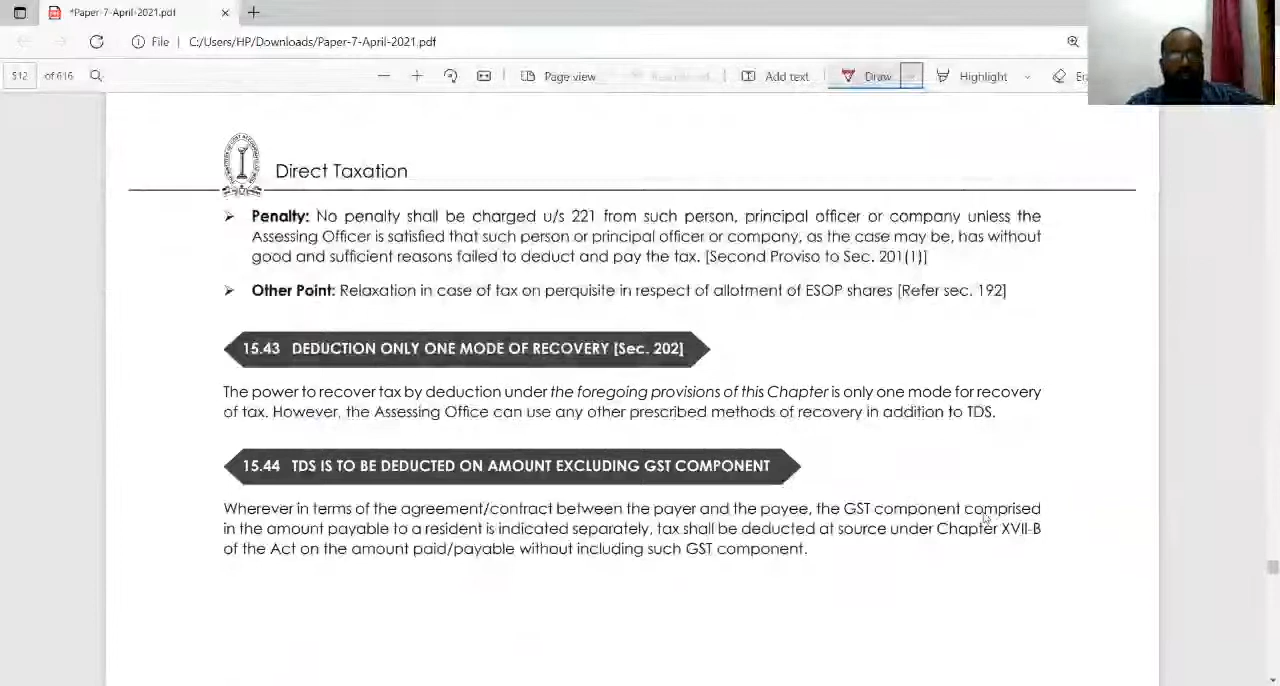 *Paper-7-April-2021.pdf
File C:/Users/HP/Downloads/Paper-7-April-2021.pdf
512 of 616 Page view Add text Draw Highlight
Direct Taxation
➢ Penalty: No penalty shall be charged u/s 221 from such person, principal officer or company unless the
Assessing Officer is satisfied that such person or principal officer or company, as the case may be, has without
good and sufficient reasons failed to deduct and pay the tax. [Second Proviso to Sec. 201(1)]
➢ Other Point: Relaxation in case of tax on perquisite in respect of allotment of ESOP shares [Refer sec. 192]
15.43 DEDUCTION ONLY ONE MODE OF RECOVERY [Sec. 202]
The power to recover tax by deduction under the foregoing provisions of this Chapter is only one mode for recovery
of tax. However, the Assessing Office can use any other prescribed methods of recovery in addition to TDS.
15.44 TDS IS TO BE DEDUCTED ON AMOUNT EXCLUDING GST COMPONENT
Wherever in terms of the agreement/contract between the payer and the payee, the GST component comprised
in the amount payable to a resident is indicated separately, tax shall be deducted at source under Chapter XVII-B
of the Act on the amount paid/payable without including such GST component.